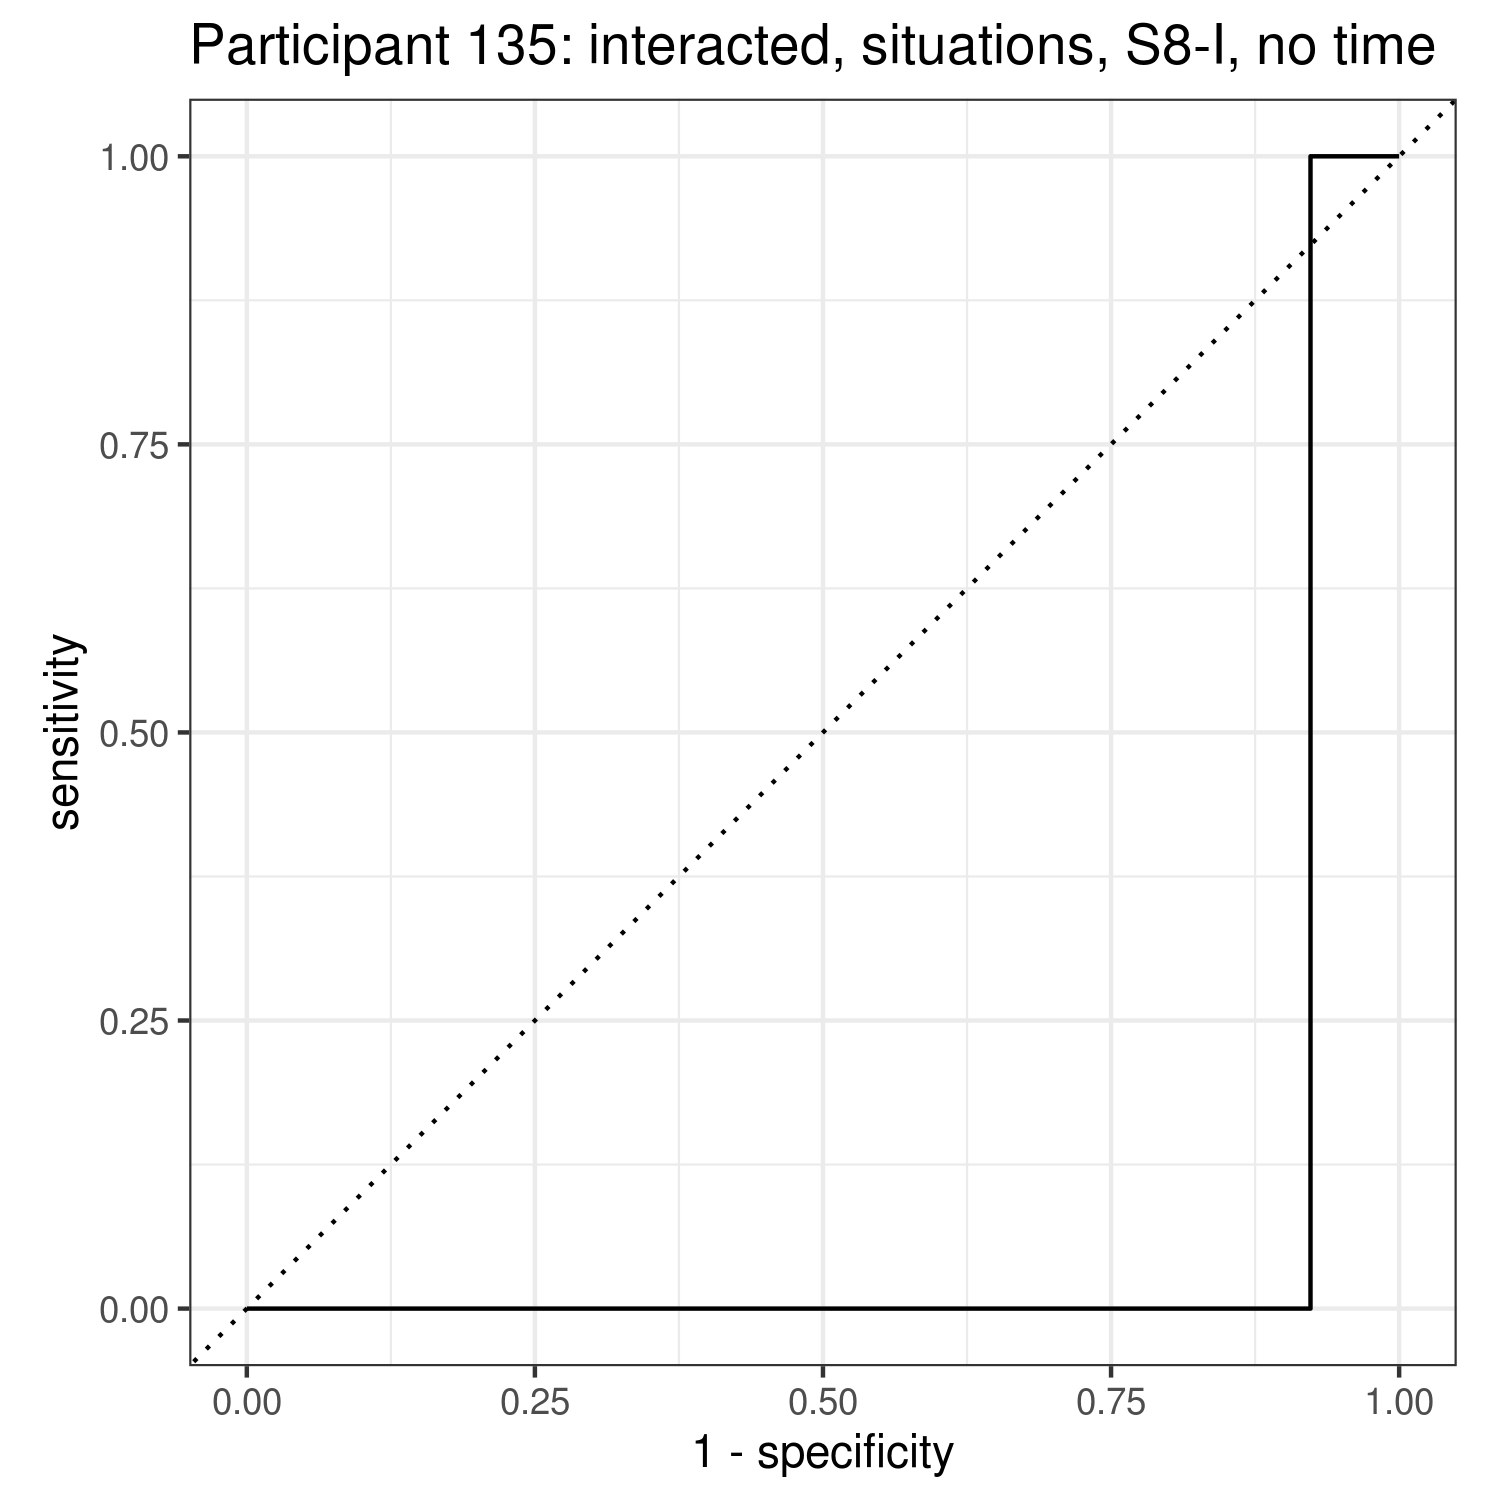 Participant 135: interacted, situations, S8-I, no time
1.00
0.75
0.50
0.25
0.00
sensitivity
0.00 0.25 0.50 0.75 1.00
1 - specificity